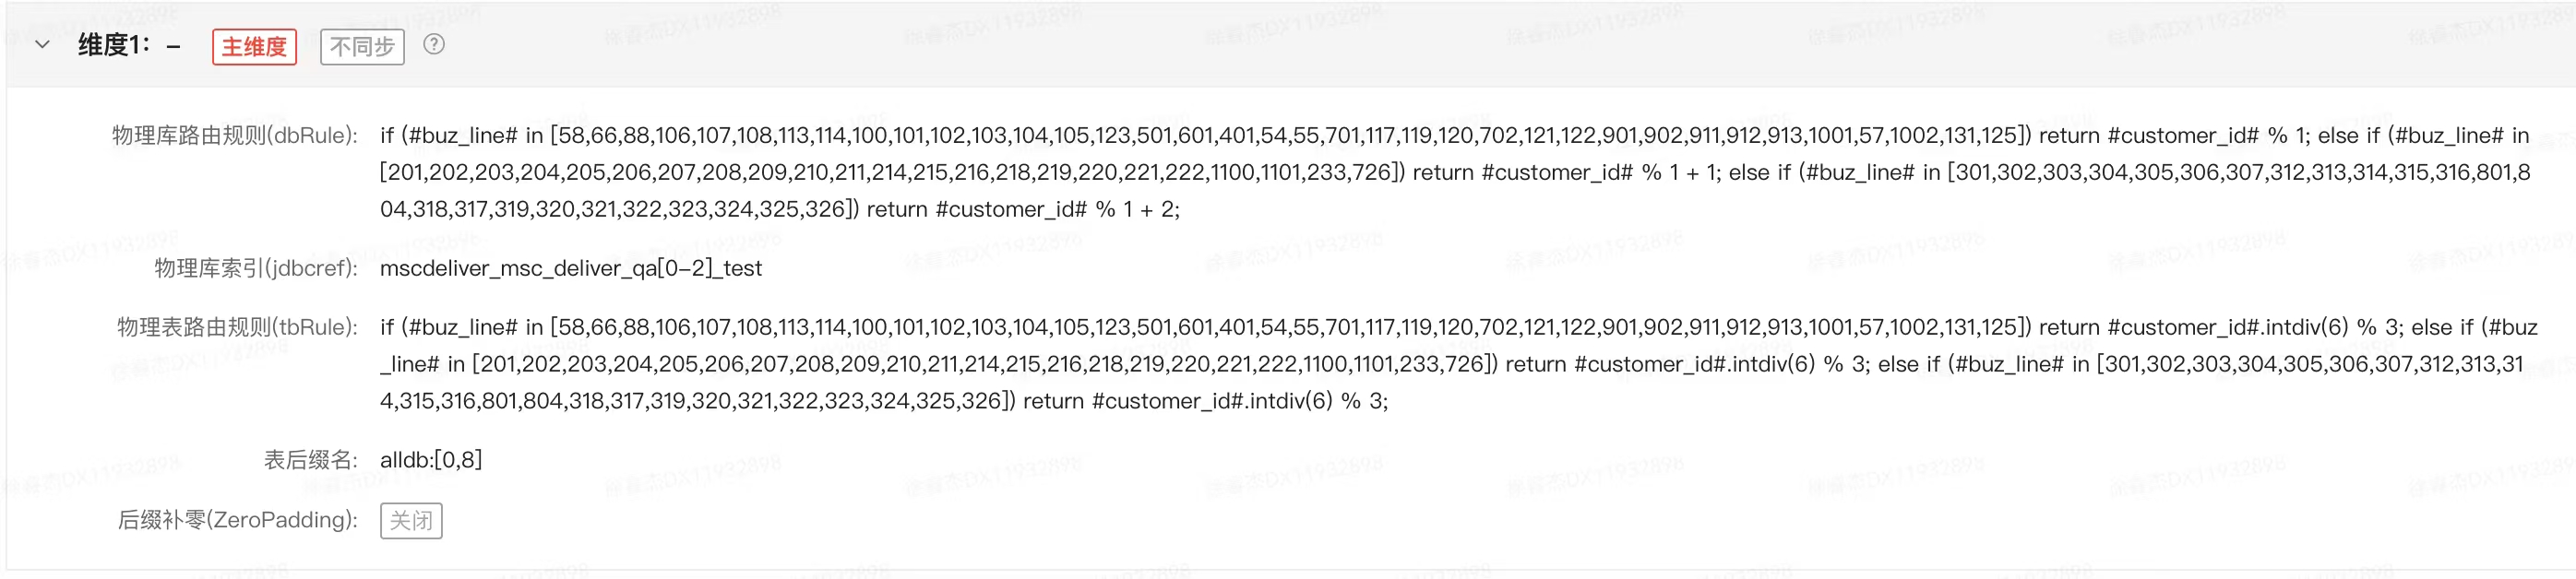 维度1: – 主维度 不同步 ?
物理库路由规则(dbRule): if (#buz_line# in [58,66,88,106,107,108,113,114,100,101,102,103,104,105,123,501,601,401,54,55,701,117,119,120,702,121,122,901,902,911,912,913,1001,57,1002,131,125]) return #customer_id# % 1; else if (#buz_line# in
[201,202,203,204,205,206,207,208,209,210,211,214,215,216,218,219,220,221,222,1100,1101,233,726]) return #customer_id# % 1 + 1; else if (#buz_line# in [301,302,303,304,305,306,307,312,313,314,315,316,801,8
04,318,317,319,320,321,322,323,324,325,326]) return #customer_id# % 1 + 2;
物理库索引(jdbcref): mscdeliver_msc_deliver_qa[0-2]_test
物理表路由规则(tbRule): if (#buz_line# in [58,66,88,106,107,108,113,114,100,101,102,103,104,105,123,501,601,401,54,55,701,117,119,120,702,121,122,901,902,911,912,913,1001,57,1002,131,125]) return #customer_id#.intdiv(6) % 3; else if (#buz
_line# in [201,202,203,204,205,206,207,208,209,210,211,214,215,216,218,219,220,221,222,1100,1101,233,726]) return #customer_id#.intdiv(6) % 3; else if (#buz_line# in [301,302,303,304,305,306,307,312,313,31
4,315,316,801,804,318,317,319,320,321,322,323,324,325,326]) return #customer_id#.intdiv(6) % 3;
表后缀名: alldb:[0,8]
后缀补零(ZeroPadding): 关闭